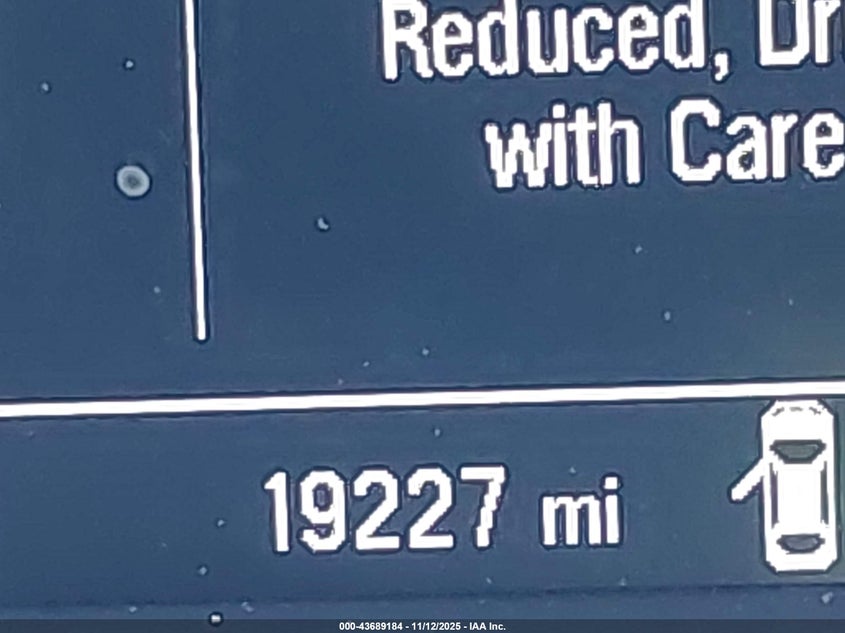 Reduced,
with Care
19227 mi
000-43689184 - 11/12/2025 - IAA Inc.